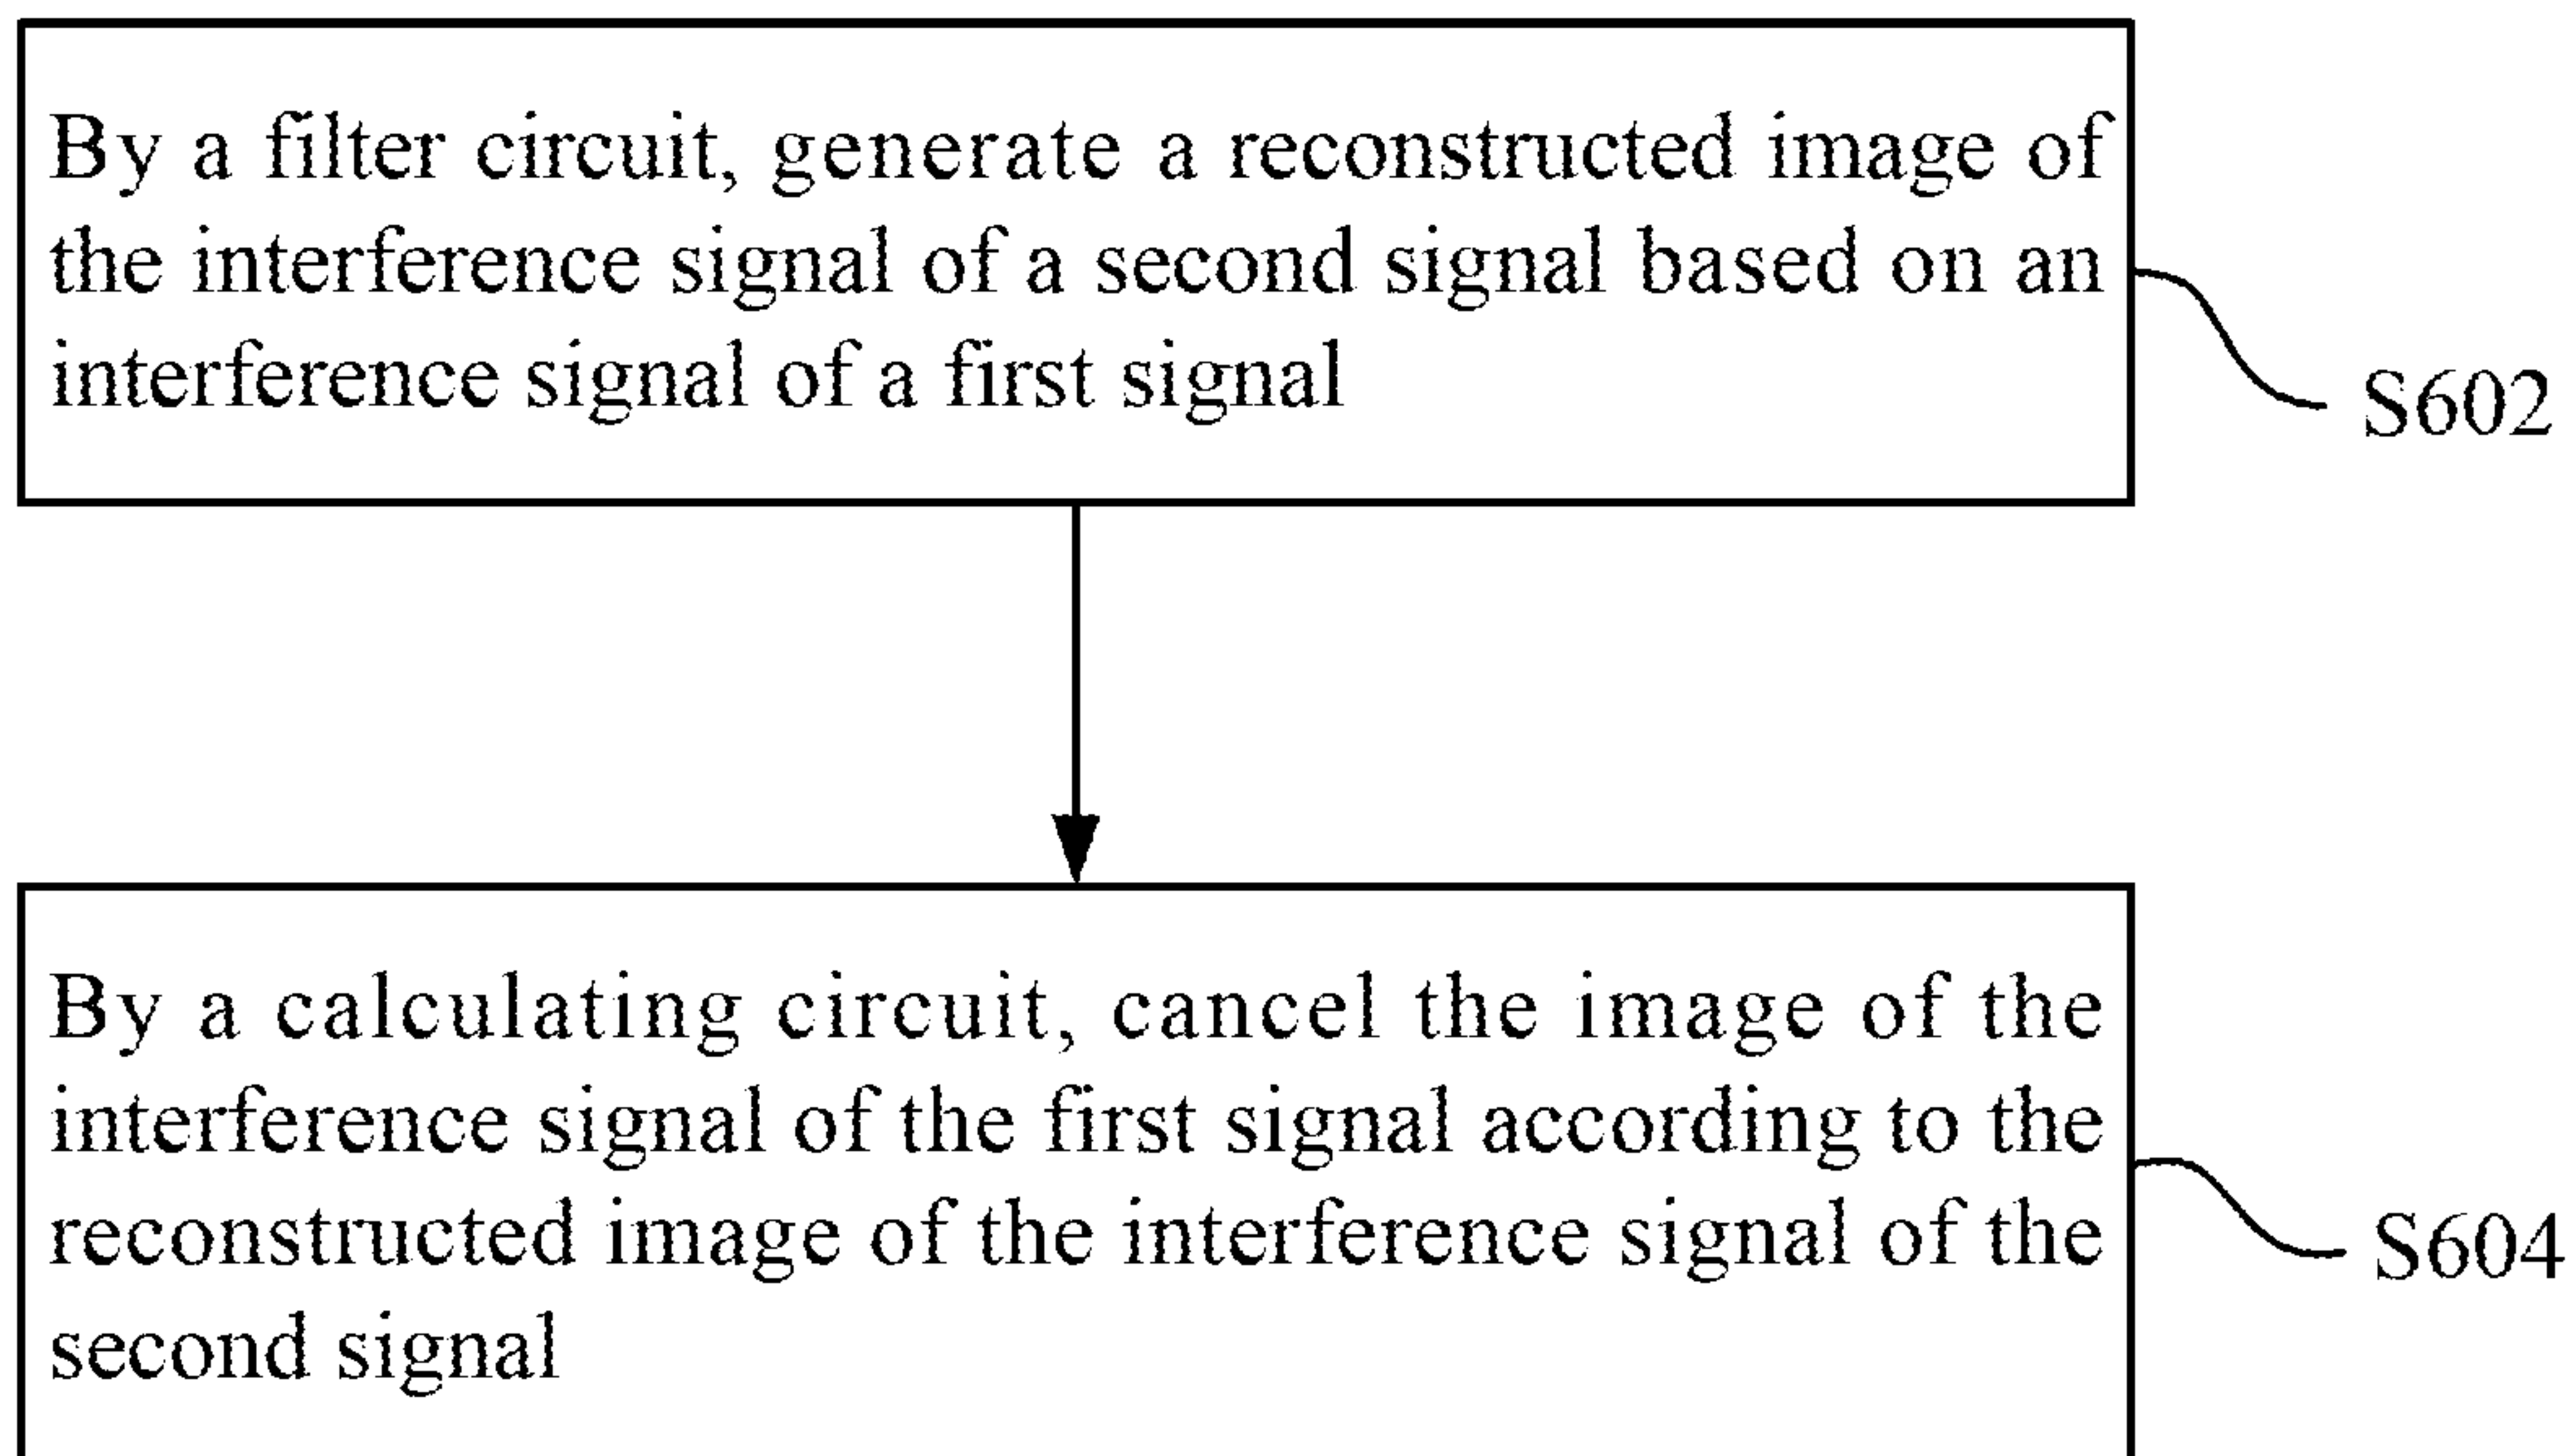 By a filter circuit, generate a reconstructed image of
the interference signal of a second signal based on an
interference signal of a first signal
S602
By a calculating circuit, cancel the image of the
interference signal of the first signal according to the
reconstructed image of the interference signal of the
second signal
S604